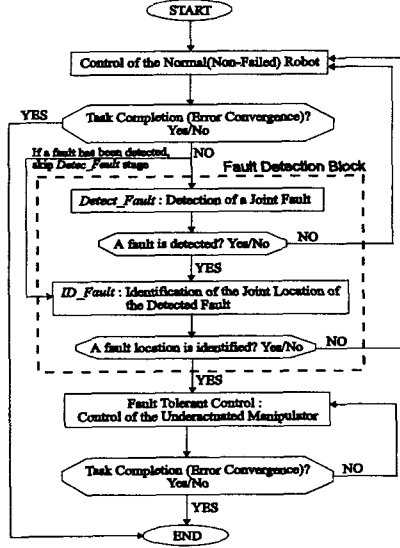 START
Control of the Normal(Non-Failed) Robot
YES
Task Completion (Error Convergence)?
Yes/No
If a fault has been detected,
skip Detec_Fault stage
NO
Fault Detection Block
Detect_Fault : Detection of a Joint Fault
A fault is detected? Yes/No
NO
YES
ID_Fault : Identification of the Joint Location of
the Detected Fault
A fault location is identified? Yes/No
NO
YES
Fault Tolerant Control :
Control of the Underactuated Manipulator
Task Completion (Error Convergence)?
Yes/No
NO
YES
END